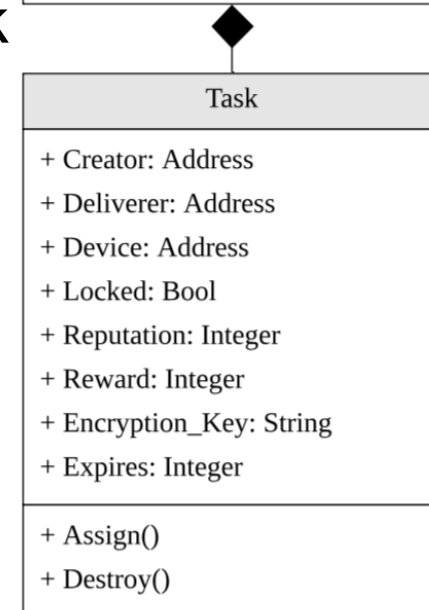 Task
+ Creator: Address
+ Deliverer: Address
+ Device: Address
+ Locked: Bool
+ Reputation: Integer
+ Reward: Integer
+ Encryption_Key: String
+ Expires: Integer
+ Assign()
+ Destroy()